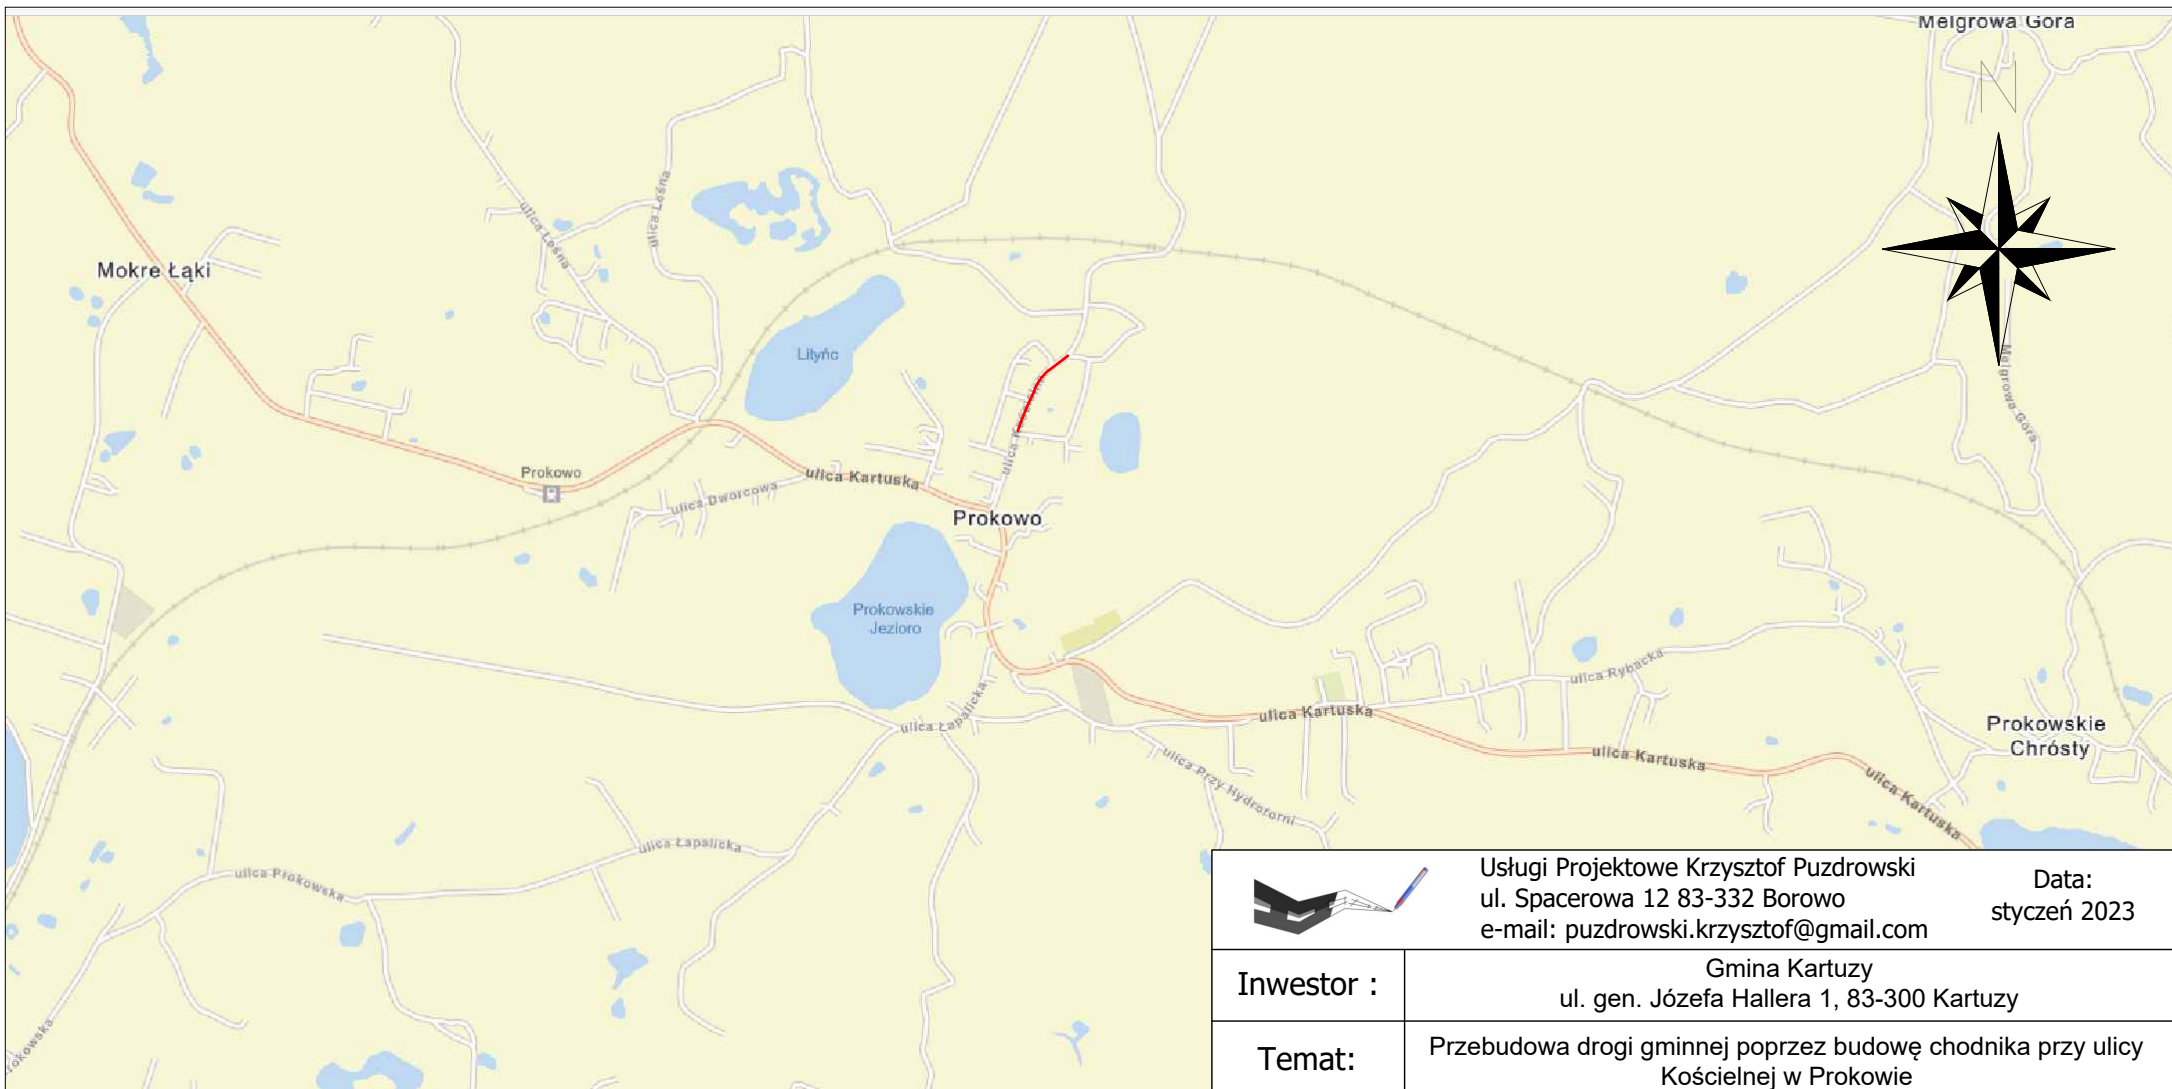 Melgrowa Góra
N
ulica Leśna
ulica Leśna
Mokre Łąki
Melgrowa Góra
Prokowo
ulica Kartuska
ulica Dworcowa
Prokowo
Prokowskie
Jezioro
ulica Rybacka
ulica Łapalicka
ulica Kartuska
Prokowskie
Chrósty
ulica Kartuska
ulica Przy Hydroforni
ulica Kartuska
ulica Łapalicka
ulica Prokowska
Usługi Projektowe Krzysztof Puzdrowski
ul. Spacerowa 12 83-332 Borowo
e-mail: puzdrowski.krzysztof@gmail.com
Data:
styczeń 2023
Inwestor :
Gmina Kartuzy
ul. gen. Józefa Hallera 1, 83-300 Kartuzy
Temat:
Przebudowa drogi gminnej poprzez budowę chodnika przy ulicy
Kościelnej w Prokowie